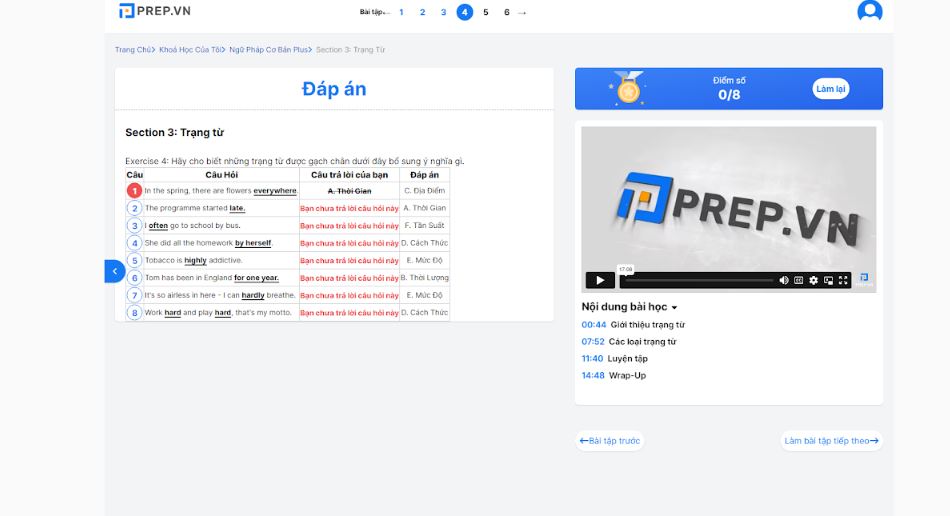 PREP.VN
Bài tập 1 2 3 4 5 6
Trang Chủ Khoá Học Của Tôi Ngữ Pháp Cơ Bản Plus Section 3: Trạng Từ
Đáp án
Section 3: Trạng từ
Exercise 4: Hãy cho biết những trạng từ được gạch chân dưới đây bổ sung ý nghĩa gì.
Câu Câu Hỏi Câu trả lời của bạn Đáp án
1 In the spring, there are flowers everywhere. A. Thời Gian C. Địa Điểm
2 The programme started late. Bạn chưa trả lời câu hỏi này A. Thời Gian
3 I often go to school by bus. Bạn chưa trả lời câu hỏi này F. Tần Suất
4 She did all the homework by herself. Bạn chưa trả lời câu hỏi này D. Cách Thức
5 Tobacco is highly addictive. Bạn chưa trả lời câu hỏi này E. Mức Độ
6 Tom has been in England for one year. Bạn chưa trả lời câu hỏi này B. Thời Lượng
7 It's so airless in here - I can hardly breathe. Bạn chưa trả lời câu hỏi này E. Mức Độ
8 Work hard and play hard, that's my motto. Bạn chưa trả lời câu hỏi này D. Cách Thức
Điểm số
0/8
Làm lại
PREP.VN
17:08
Nội dung bài học
00:44 Giới thiệu trạng từ
07:52 Các loại trạng từ
11:40 Luyện tập
14:48 Wrap-Up
Bài tập trước
Làm bài tập tiếp theo